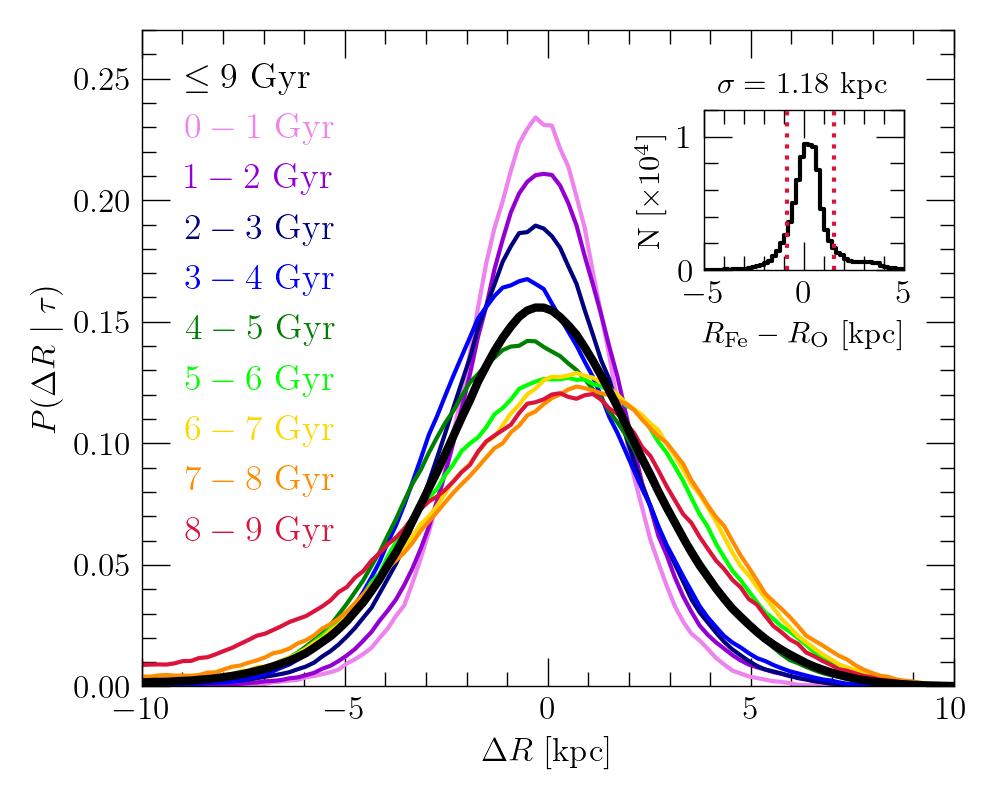 ≤ 9 Gyr
0 − 1 Gyr
1 − 2 Gyr
2 − 3 Gyr
3 − 4 Gyr
4 − 5 Gyr
5 − 6 Gyr
6 − 7 Gyr
7 − 8 Gyr
8 − 9 Gyr
σ = 1.18 kpc
N [×10⁴]
1
0
−5 0 5
R_Fe − R_O [kpc]
P(ΔR | τ)
0.25
0.20
0.15
0.10
0.05
0.00
−10 −5 0 5 10
ΔR [kpc]